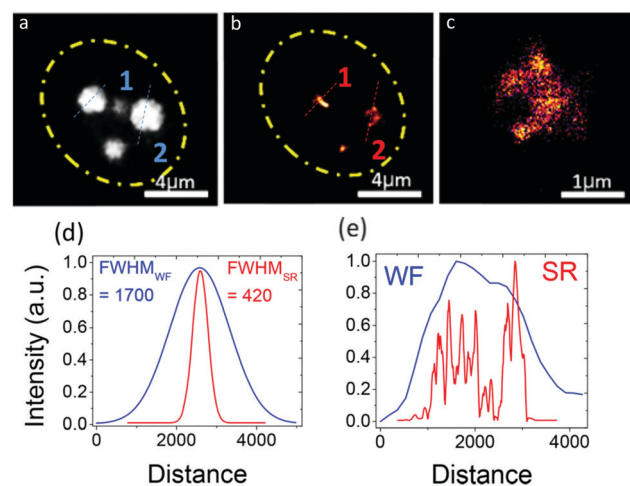 a
b
c
1
2
4µm
1
2
4µm
1µm
(d)
(e)
FWHM_WF
= 1700
FWHM_SR
= 420
WF
SR
Intensity (a.u.)
1.0
0.8
0.6
0.4
0.2
0.0
0
2000
4000
Distance
1.0
0.8
0.6
0.4
0.2
0.0
0
2000
4000
Distance